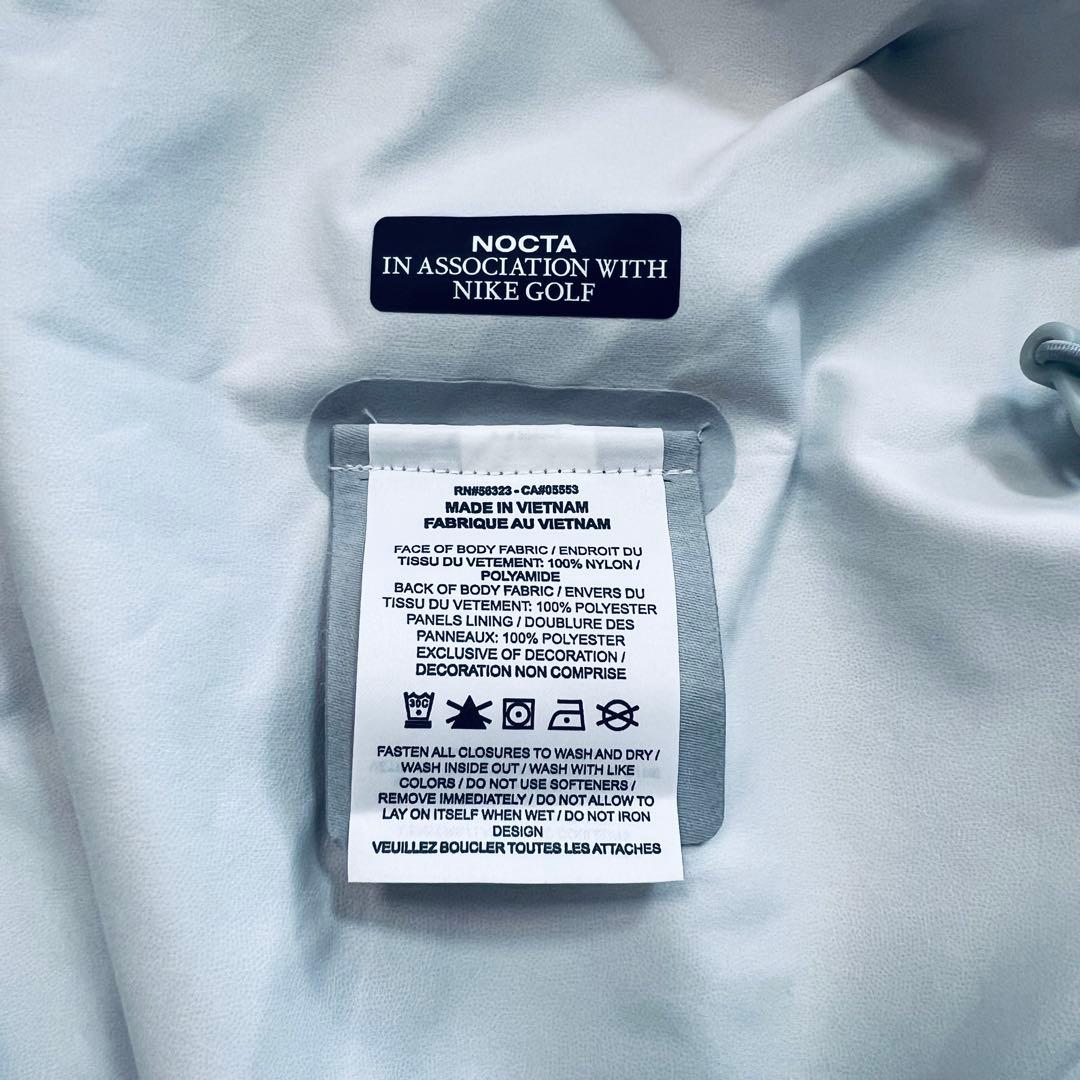 NOCTA
IN ASSOCIATION WITH
NIKE GOLF
RN#56323 - CA#05553
MADE IN VIETNAM
FABRIQUE AU VIETNAM
FACE OF BODY FABRIC / ENDROIT DU
TISSU DU VETEMENT: 100% NYLON /
POLYAMIDE
BACK OF BODY FABRIC / ENVERS DU
TISSU DU VETEMENT: 100% POLYESTER
PANELS LINING / DOUBLURE DES
PANNEAUX: 100% POLYESTER
EXCLUSIVE OF DECORATION /
DECORATION NON COMPRISE
30C
FASTEN ALL CLOSURES TO WASH AND DRY /
WASH INSIDE OUT / WASH WITH LIKE
COLORS / DO NOT USE SOFTENERS /
REMOVE IMMEDIATELY / DO NOT ALLOW TO
LAY ON ITSELF WHEN WET / DO NOT IRON
DESIGN
VEUILLEZ BOUCLER TOUTES LES ATTACHES